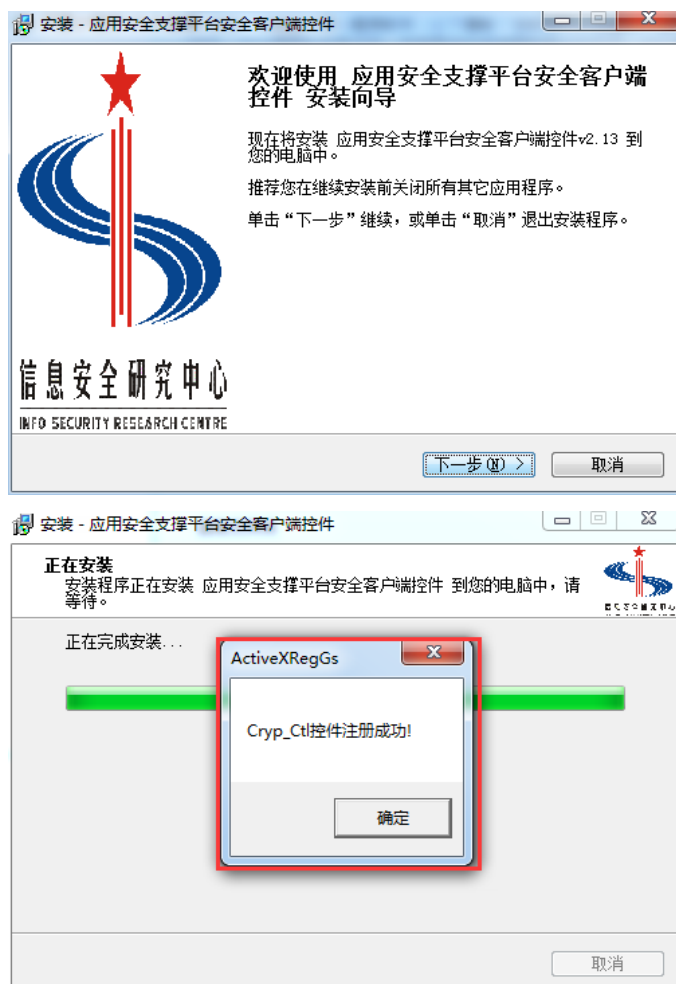 安装 - 应用安全支撑平台安全客户端控件
欢迎使用 应用安全支撑平台安全客户端
控件 安装向导
现在将安装 应用安全支撑平台安全客户端控件v2.13 到
您的电脑中。
推荐您在继续安装前关闭所有其它应用程序。
单击“下一步”继续，或单击“取消”退出安装程序。
信息安全研究中心
INFO SECURITY RESEARCH CENTRE
下一步(N) >
取消
安装 - 应用安全支撑平台安全客户端控件
正在安装
安装程序正在安装 应用安全支撑平台安全客户端控件 到您的电脑中，请
等待。
正在完成安装...
ActiveXRegGs
Cryp_Ctl控件注册成功!
确定
取消